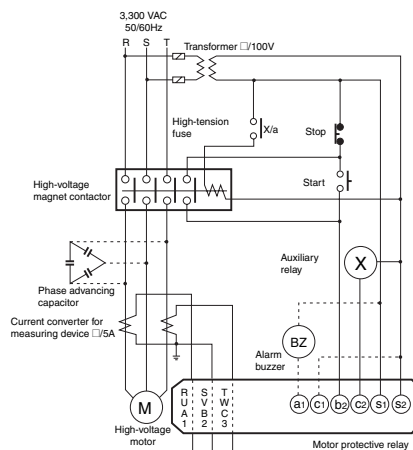 3,300 VAC
50/60Hz
R S T
Transformer □/100V
High-tension
fuse
X/a
Stop
Start
High-voltage
magnet contactor
Auxiliary
relay
X
Phase advancing
capacitor
Current converter for
measuring device □/5A
BZ
Alarm
buzzer
M
High-voltage
motor
R S T
U V W
A B C
1 2 3
a1 c1 b2 c2 s1 s2
Motor protective relay